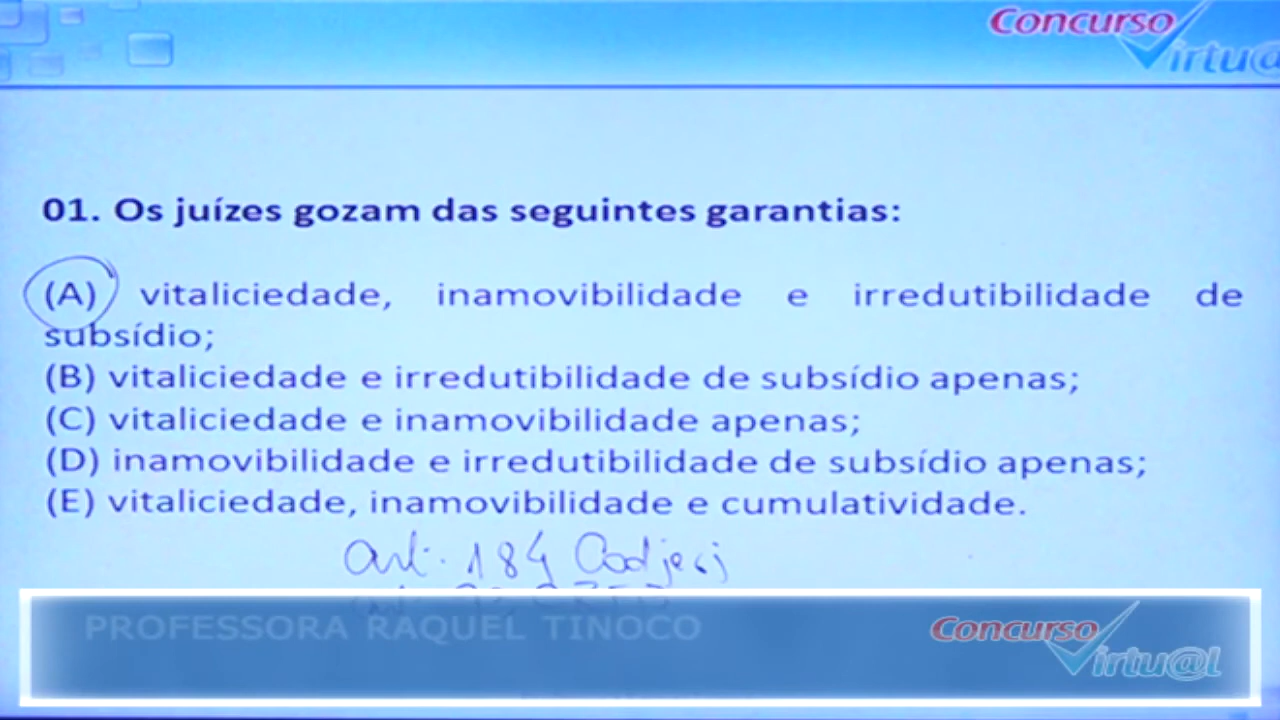 Concurso
Virtu@
01. Os juízes gozam das seguintes garantias:
(A) vitaliciedade, inamovibilidade e irredutibilidade de
subsídio;
(B) vitaliciedade e irredutibilidade de subsídio apenas;
(C) vitaliciedade e inamovibilidade apenas;
(D) inamovibilidade e irredutibilidade de subsídio apenas;
(E) vitaliciedade, inamovibilidade e cumulatividade.
art. 184 Codjerj
PROFESSORA RAQUEL TINOCO
Concurso
Virtu@l